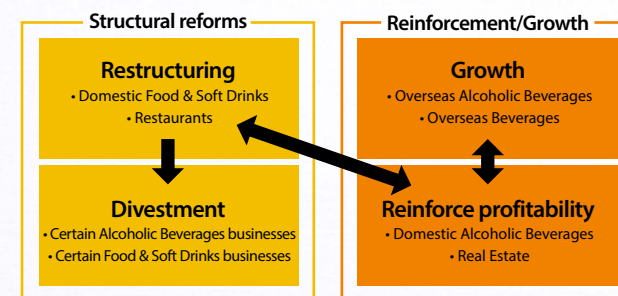 Structural reforms
Restructuring
• Domestic Food & Soft Drinks
• Restaurants
Divestment
• Certain Alcoholic Beverages businesses
• Certain Food & Soft Drinks businesses
Reinforcement/Growth
Growth
• Overseas Alcoholic Beverages
• Overseas Beverages
Reinforce profitability
• Domestic Alcoholic Beverages
• Real Estate